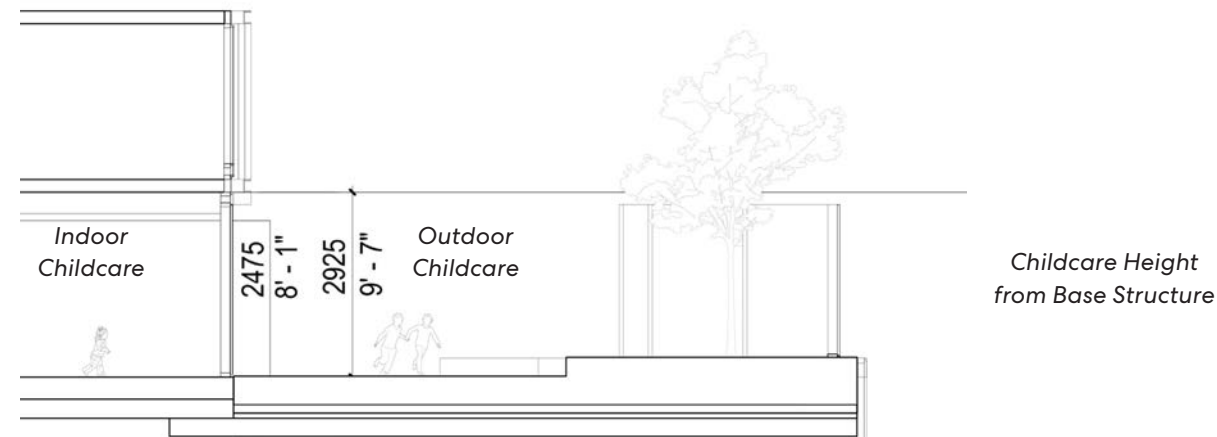 Indoor
Childcare
2475
8' - 1"
2925
9' - 7"
Outdoor
Childcare
Childcare Height
from Base Structure